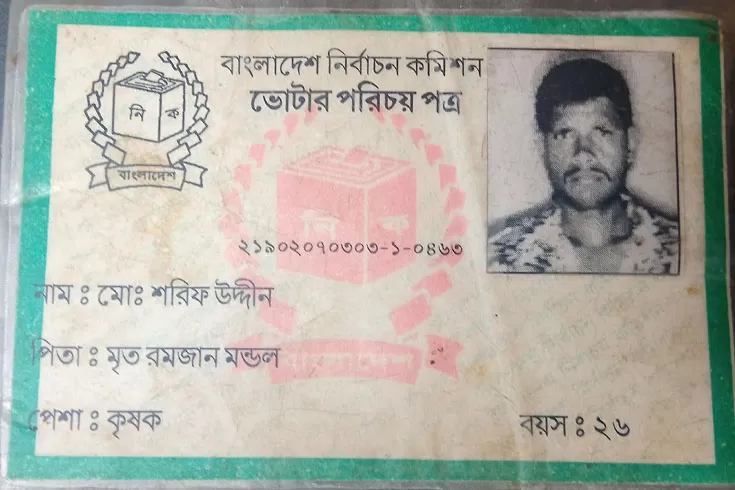 বাংলাদেশ নির্বাচন কমিশন
ভোটার পরিচয় পত্র
নি ক
বাংলাদেশ
নি ক
২১৯০২০৭০৩০৩-১-০৪৬৩
নাম ঃ মোঃ শরিফ উদ্দীন
পিতা ঃ মৃত রমজান মন্ডল
বাংলাদেশ
পেশা ঃ কৃষক
বয়স ঃ ২৬